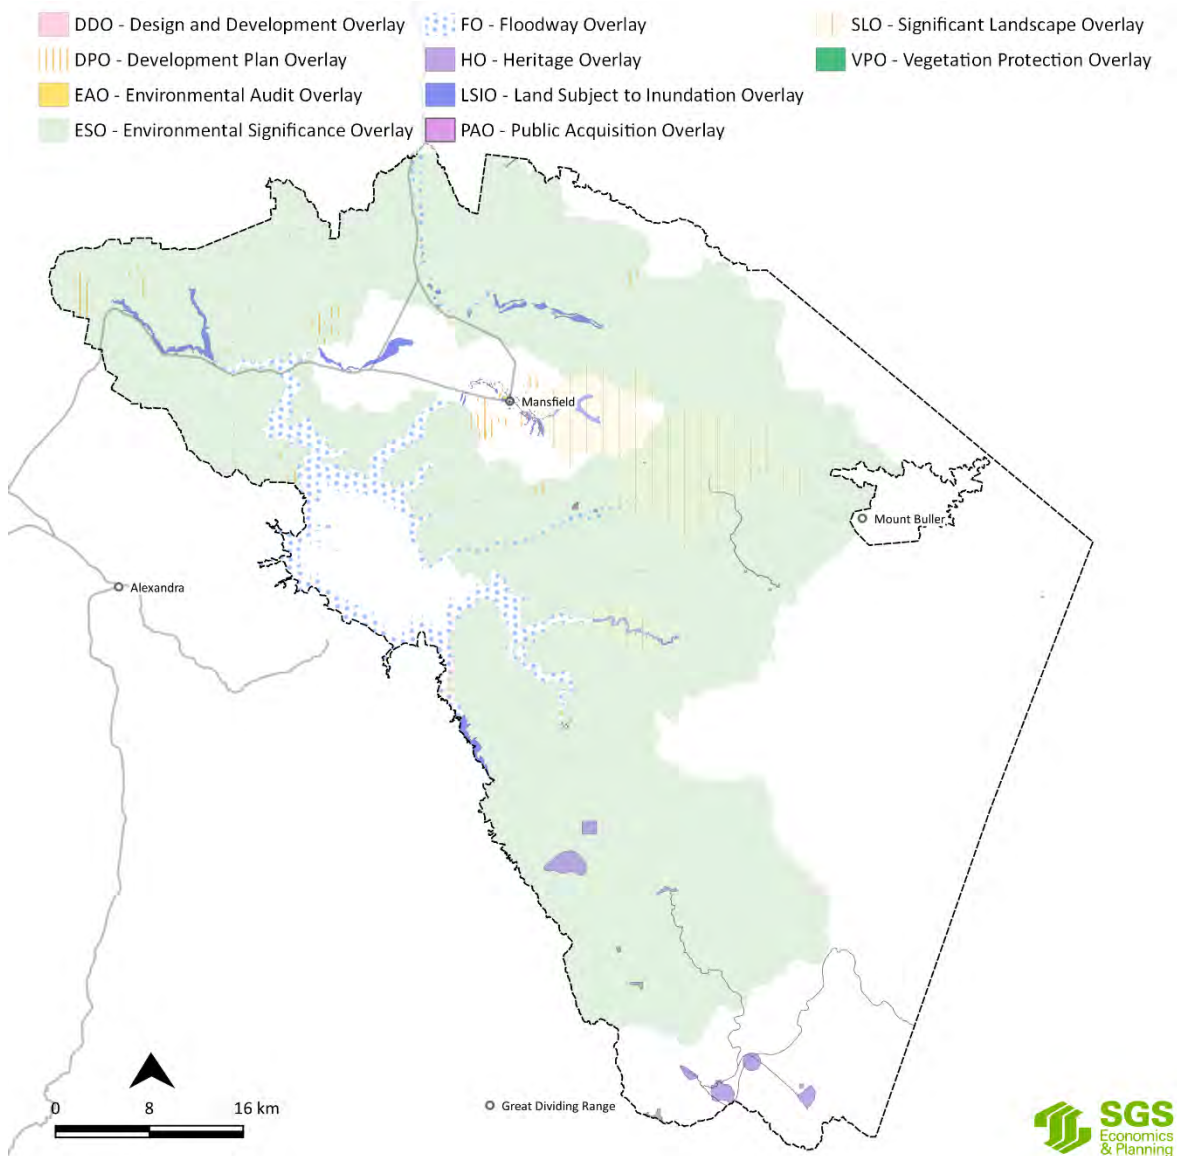 DDO - Design and Development Overlay
DPO - Development Plan Overlay
EAO - Environmental Audit Overlay
ESO - Environmental Significance Overlay
FO - Floodway Overlay
HO - Heritage Overlay
LSIO - Land Subject to Inundation Overlay
PAO - Public Acquisition Overlay
SLO - Significant Landscape Overlay
VPO - Vegetation Protection Overlay
Mansfield
Mount Buller
Alexandra
Great Dividing Range
0 8 16 km
SGS
Economics
& Planning